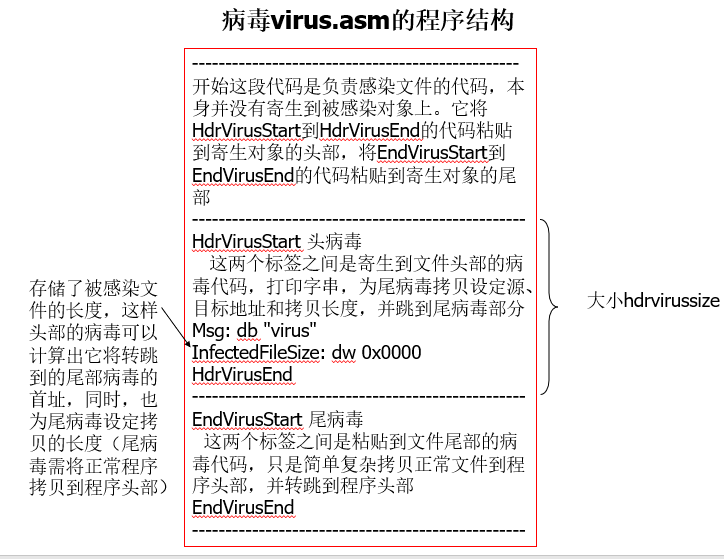 病毒virus.asm的程序结构
-------------------------------------------------
开始这段代码是负责感染文件的代码，本
身并没有寄生到被感染对象上。它将
HdrVirusStart到HdrVirusEnd的代码粘贴
到寄生对象的头部，将EndVirusStart到
EndVirusEnd的代码粘贴到寄生对象的尾
部
--------------------------------------------------
HdrVirusStart 头病毒
这两个标签之间是寄生到文件头部的病
毒代码，打印字串，为尾病毒拷贝设定源、
目标地址和拷贝长度，并跳到尾病毒部分
Msg: db "virus"
InfectedFileSize: dw 0x0000
HdrVirusEnd
--------------------------------------------------
EndVirusStart 尾病毒
这两个标签之间是粘贴到文件尾部的病
毒代码，只是简单复杂拷贝正常文件到程
序头部，并转跳到程序头部
EndVirusEnd
--------------------------------------------------
存储了被感染文
件的长度，这样
头部的病毒可以
计算出它将转跳
到的尾部病毒的
首址，同时，也
为尾病毒设定拷
贝的长度（尾病
毒需将正常程序
拷贝到程序头部）
大小hdrvirussize